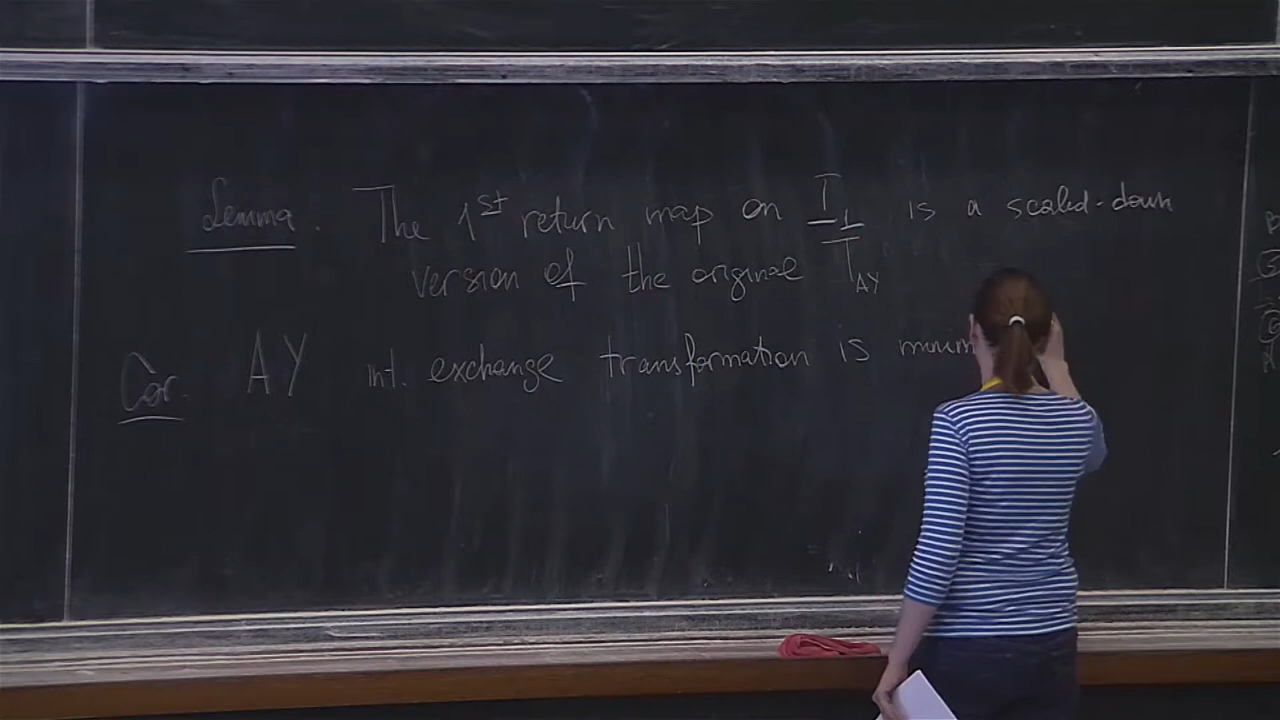 Lemma. The 1st return map on I_1 is a scaled-down
version of the original T_AY
Cor. AY int. exchange transformation is minim